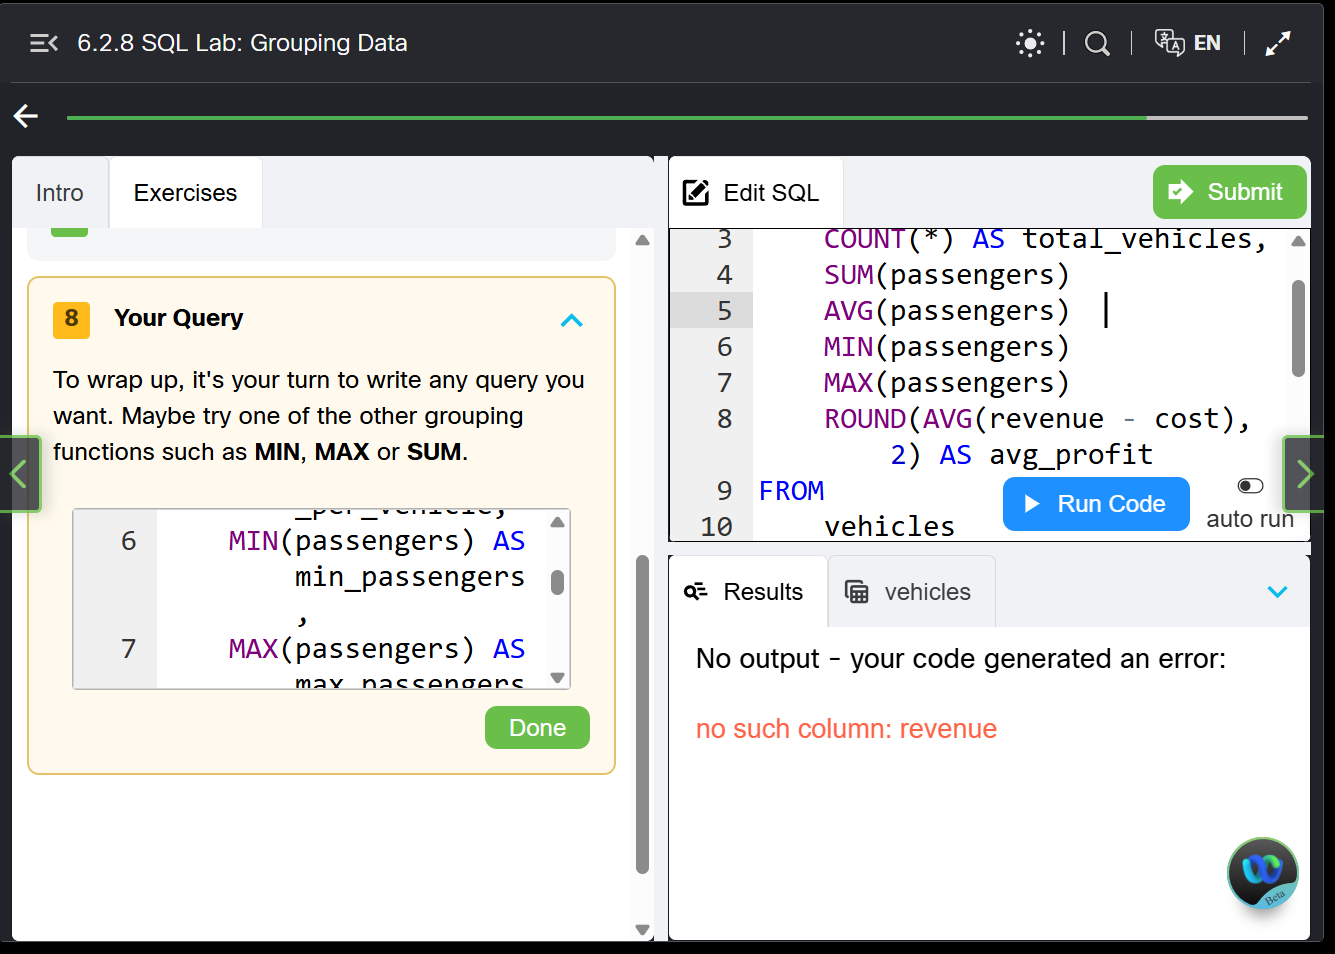 6.2.8 SQL Lab: Grouping Data
EN
Intro
Exercises
8
Your Query
To wrap up, it's your turn to write any query you
want. Maybe try one of the other grouping
functions such as MIN, MAX or SUM.
_per_vehicle,
6 MIN(passengers) AS
min_passengers
,
7 MAX(passengers) AS
max_passengers
Done
Edit SQL
Submit
3 COUNT(*) AS total_vehicles,
4 SUM(passengers)
5 AVG(passengers)
6 MIN(passengers)
7 MAX(passengers)
8 ROUND(AVG(revenue - cost),
2) AS avg_profit
9 FROM
10 vehicles
Run Code
auto run
Results
vehicles
No output - your code generated an error:
no such column: revenue
Beta